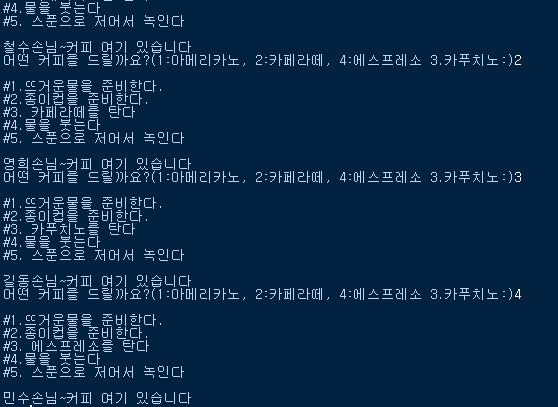 #4.물을 붓는다
#5. 스푼으로 저어서 녹인다
철수손님~커피 여기 있습니다
어떤 커피를 드릴까요?(1:아메리카노, 2:카페라떼, 4:에스프레소 3.카푸치노:)2
#1.뜨거운물을 준비한다.
#2.종이컵을 준비한다.
#3. 카페라떼를 탄다
#4.물을 붓는다
#5. 스푼으로 저어서 녹인다
영희손님~커피 여기 있습니다
어떤 커피를 드릴까요?(1:아메리카노, 2:카페라떼, 4:에스프레소 3.카푸치노:)3
#1.뜨거운물을 준비한다.
#2.종이컵을 준비한다.
#3. 카푸치노를 탄다
#4.물을 붓는다
#5. 스푼으로 저어서 녹인다
길동손님~커피 여기 있습니다
어떤 커피를 드릴까요?(1:아메리카노, 2:카페라떼, 4:에스프레소 3.카푸치노:)4
#1.뜨거운물을 준비한다.
#2.종이컵을 준비한다.
#3. 에스프레소를 탄다
#4.물을 붓는다
#5. 스푼으로 저어서 녹인다
민수손님~커피 여기 있습니다